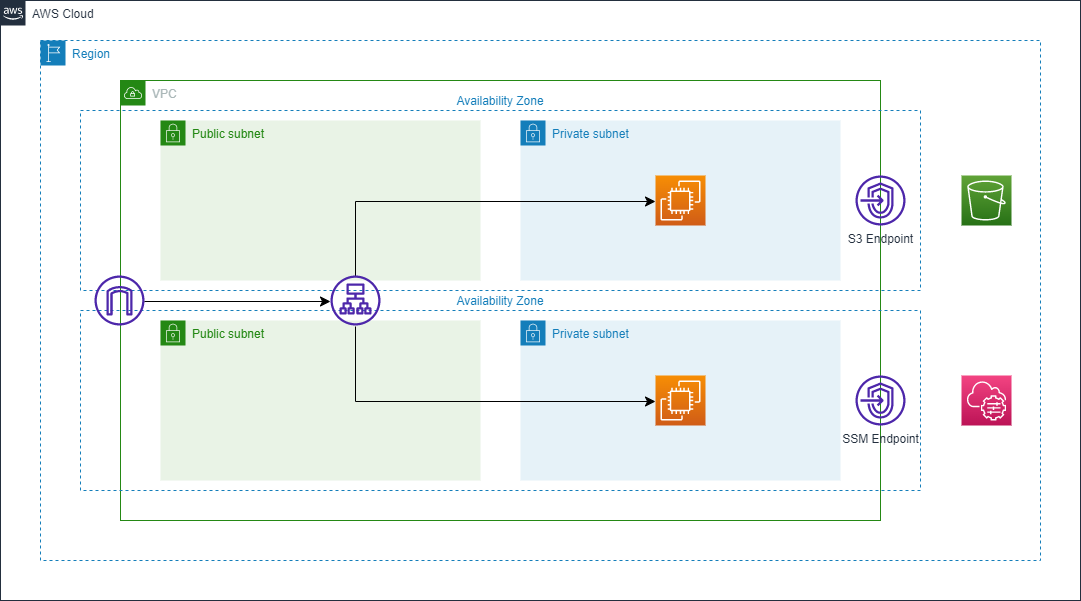 aws
AWS Cloud
Region
VPC
Availability Zone
Public subnet
Private subnet
S3 Endpoint
Availability Zone
Public subnet
Private subnet
SSM Endpoint